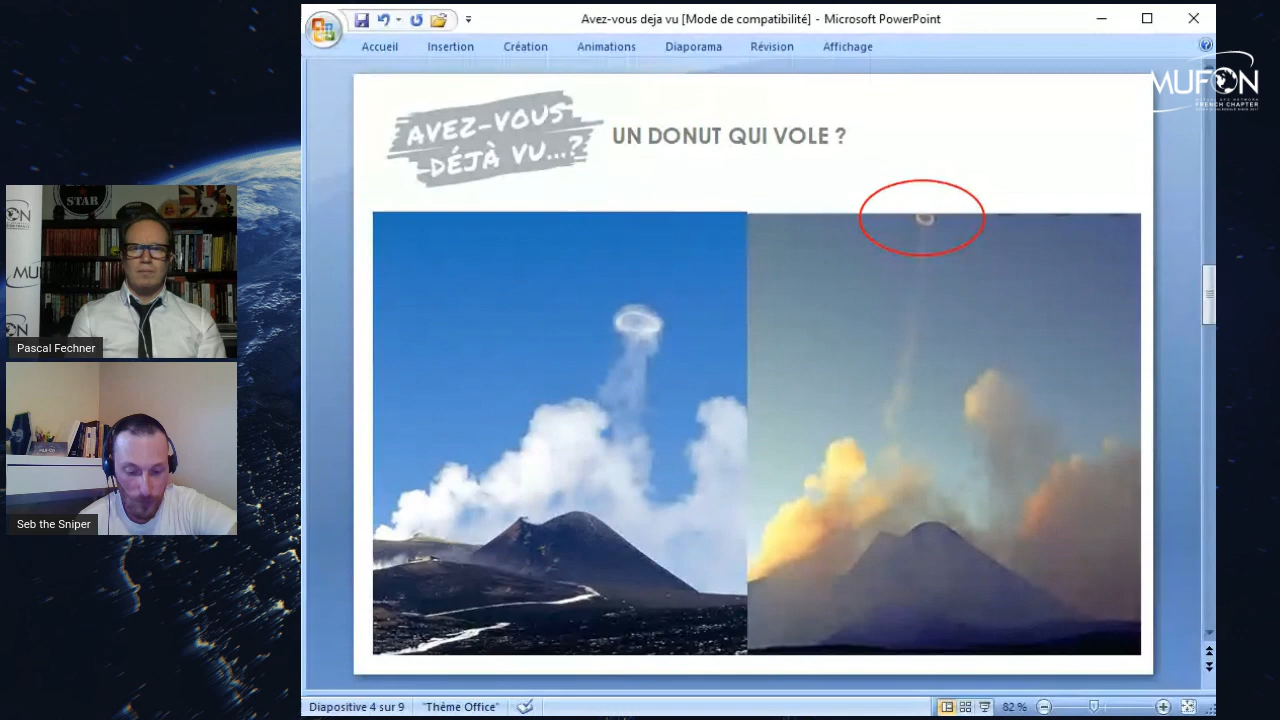 Avez-vous deja vu [Mode de compatibilité] - Microsoft PowerPoint
Accueil Insertion Création Animations Diaporama Révision Affichage
MUFON
FRENCH CHAPTER
AVEZ-VOUS
DÉJÀ VU...?
UN DONUT QUI VOLE ?
STAR
Pascal Fechner
Seb the Sniper
Diapositive 4 sur 9 "Thème Office" 82 %